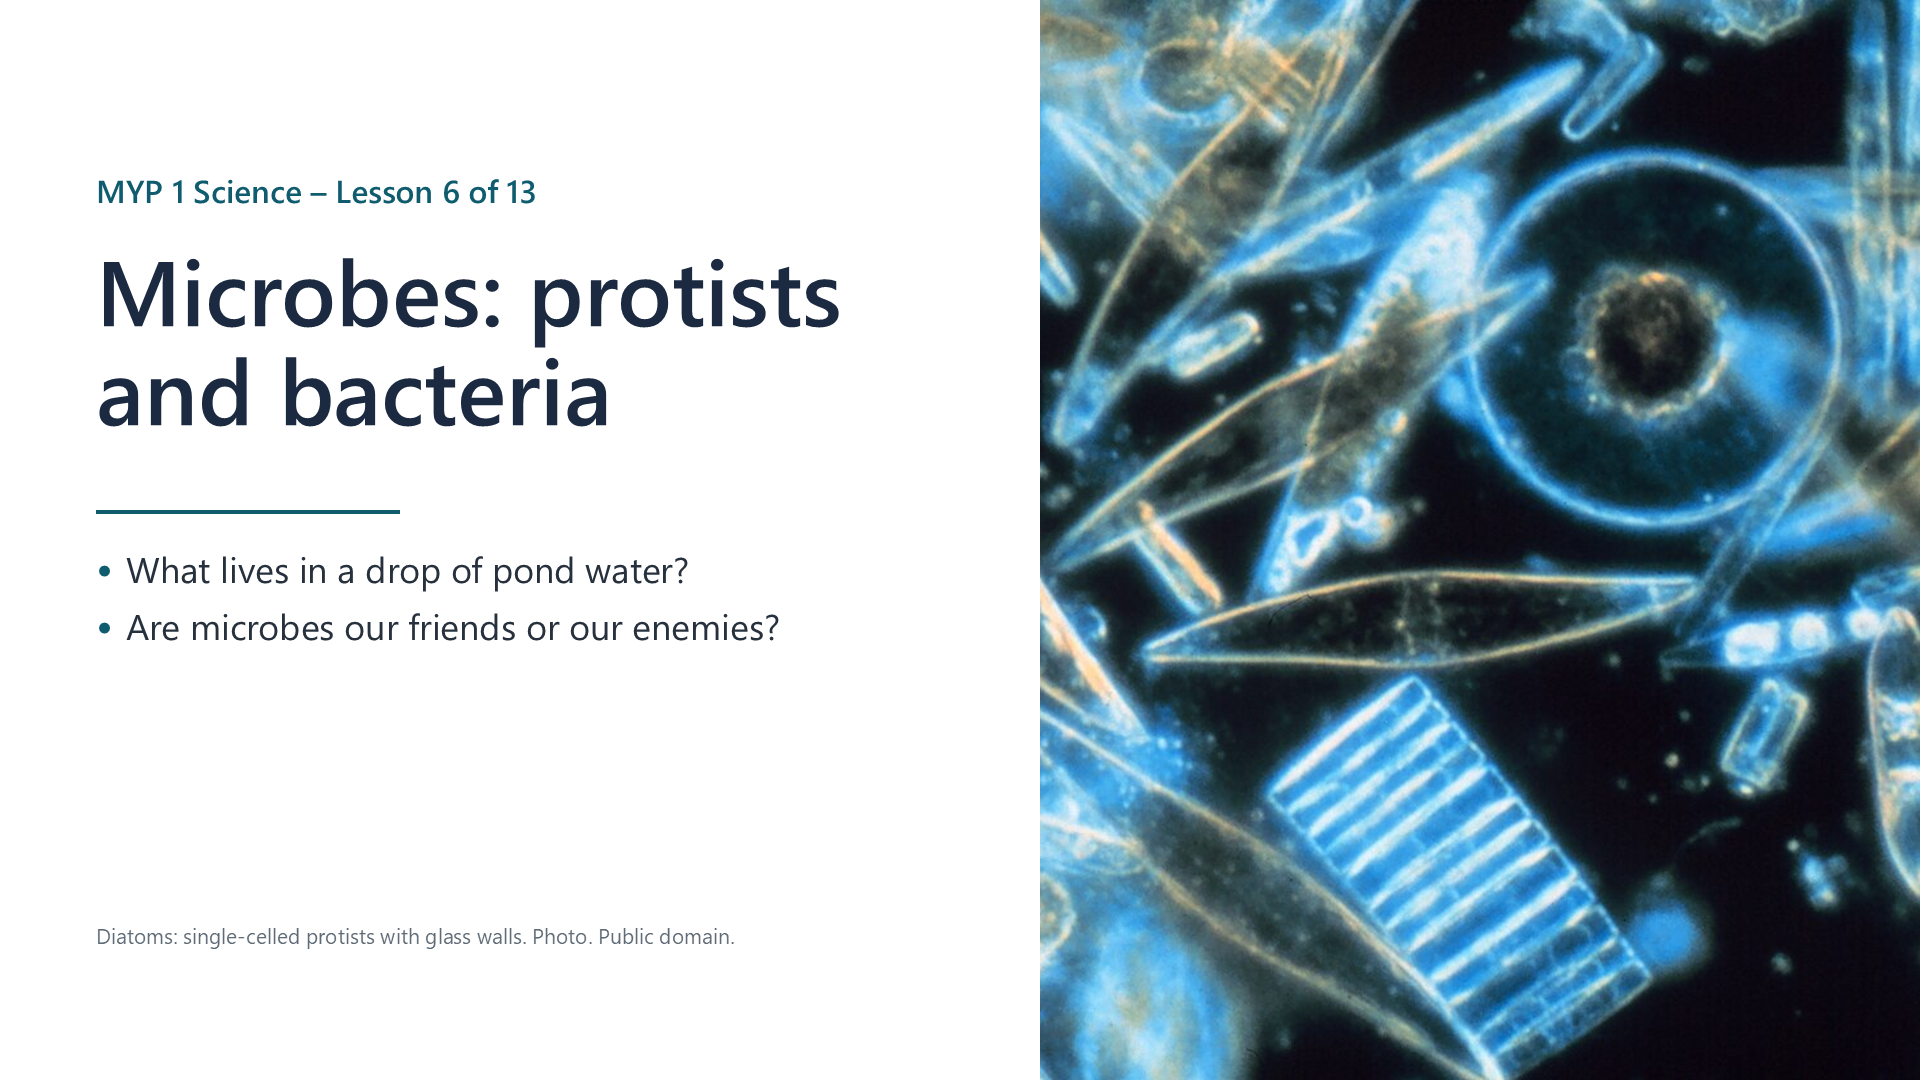 MYP 1 Science – Lesson 6 of 13
Microbes: protists
and bacteria
• What lives in a drop of pond water?
• Are microbes our friends or our enemies?
Diatoms: single-celled protists with glass walls. Photo. Public domain.